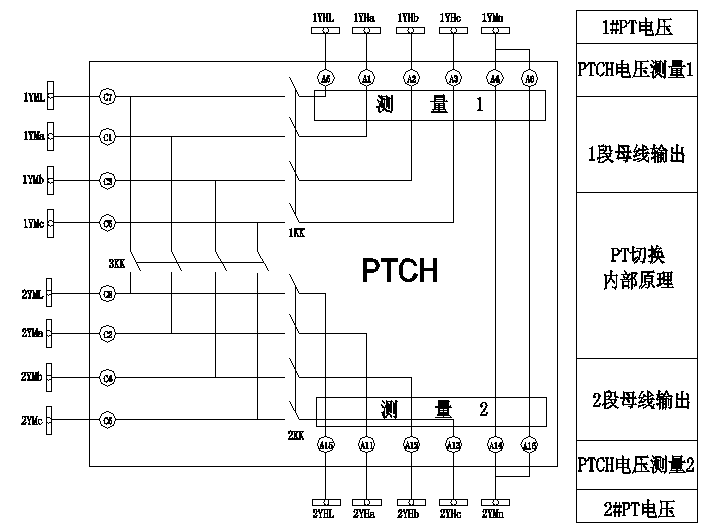 1YHL 1YHa 1YHb 1YHc 1YMn
A5 A1 A2 A3 A4 A6
测 量 1
1YML C7
1YMa C1
1YMb C3
1YMc C5
1KK
3KK
PTCH
2YML C8
2YMa C2
2YMb C4
2YMc C6
2KK
测 量 2
A15 A11 A12 A13 A14 A15
2YHL 2YHa 2YHb 2YHc 2YMn
1#PT电压
PTCH电压测量1
1段母线输出
PT切换
内部原理
2段母线输出
PTCH电压测量2
2#PT电压